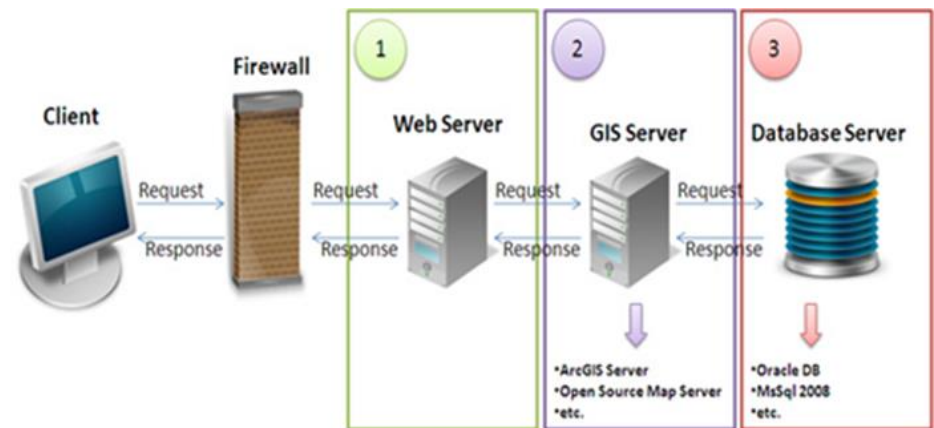 1
2
3
Client
Firewall
Web Server
GIS Server
Database Server
Request
Request
Request
Request
Response
Response
Response
Response
•ArcGIS Server
•Open Source Map Server
•etc.
•Oracle DB
•MsSql 2008
•etc.